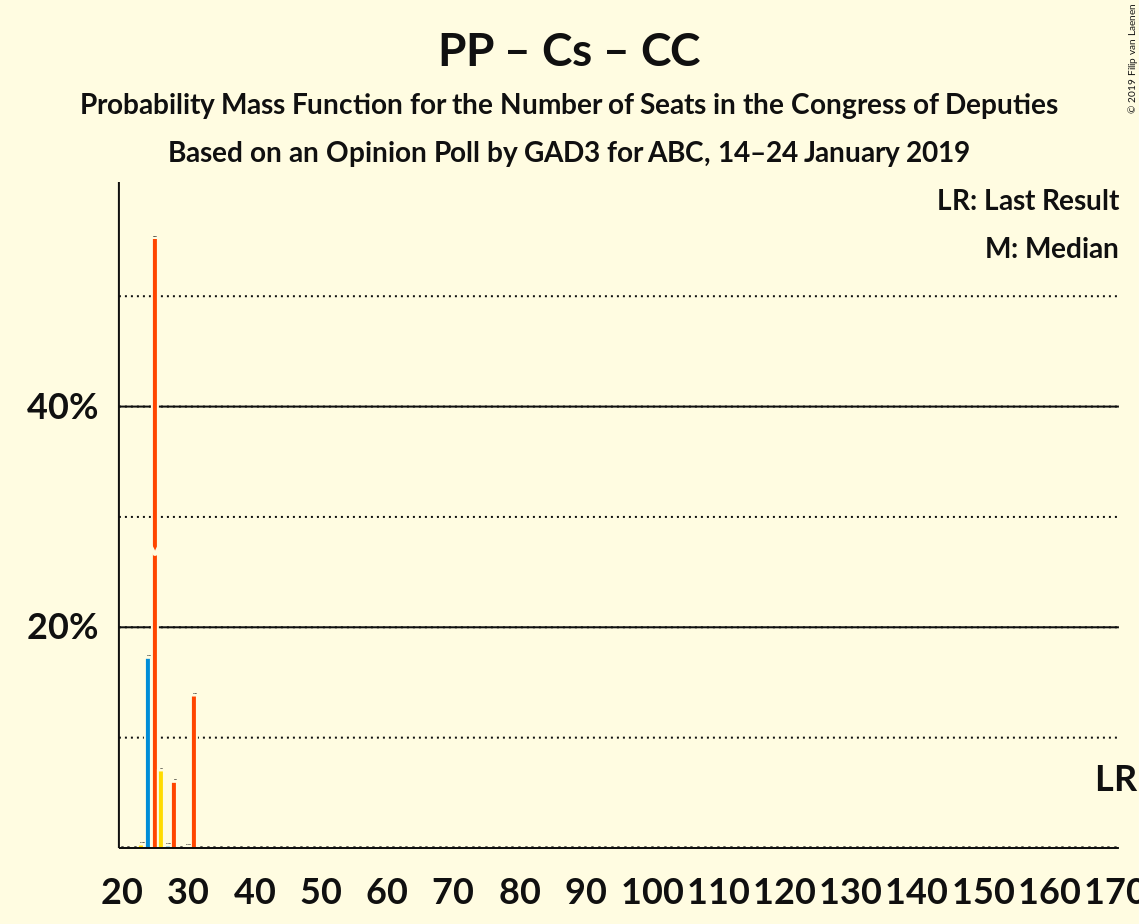 PP – Cs – CC
Probability Mass Function for the Number of Seats in the Congress of Deputies
Based on an Opinion Poll by GAD3 for ABC, 14–24 January 2019
© 2019 Filip van Laenen
LR: Last Result
M: Median
40%
20%
LR
20 30 40 50 60 70 80 90 100 110 120 130 140 150 160 170